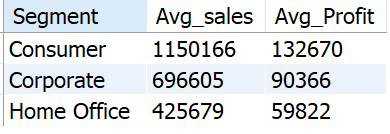 Segment Avg_sales Avg_Profit
Consumer 1150166 132670
Corporate 696605 90366
Home Office 425679 59822